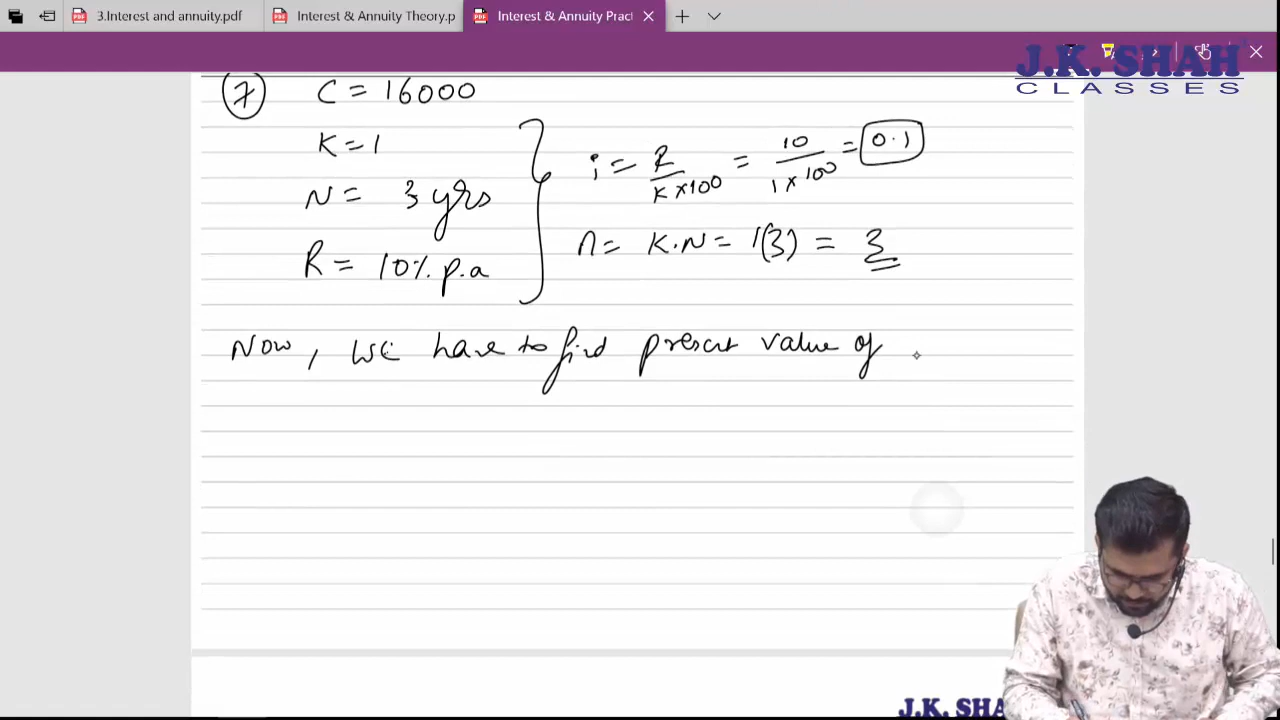 3.Interest and annuity.pdf
Interest & Annuity Theory.p
Interest & Annuity Pract
J.K. SHAH
CLASSES
7 C = 16000
K = 1
N = 3 yrs
R = 10% p.a
i = R / K × 100 = 10 / 1 × 100 = 0.1
n = K.N = 1(3) = 3
Now, we have to find present value of
J.K. SHA